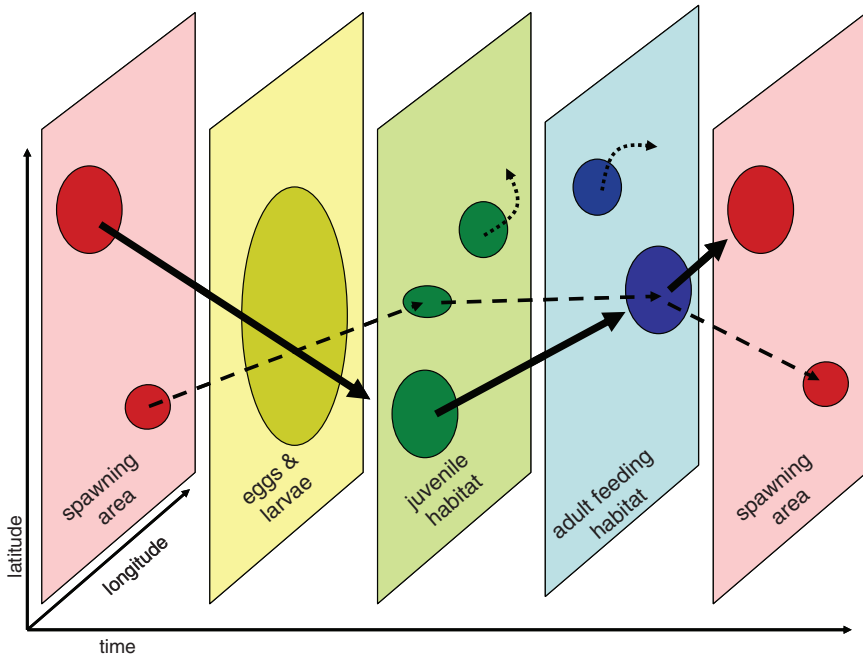 spawning
area
eggs &
larvae
juvenile
habitat
adult feeding
habitat
spawning
area
latitude
longitude
time